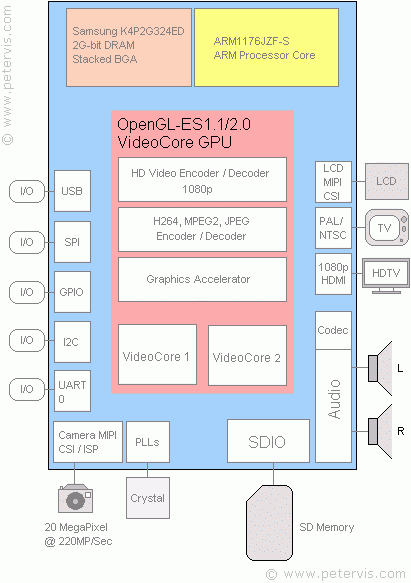 © www.petervis.com
Samsung K4P2G324ED
2G-bit DRAM
Stacked BGA
ARM1176JZF-S
ARM Processor Core
OpenGL-ES1.1/2.0
VideoCore GPU
HD Video Encoder / Decoder
1080p
H264, MPEG2, JPEG
Encoder / Decoder
Graphics Accelerator
VideoCore 1
VideoCore 2
I/O
USB
I/O
SPI
I/O
GPIO
I/O
I2C
I/O
UART
0
LCD
MIPI
CSI
LCD
PAL/
NTSC
TV
1080p
HDMI
HDTV
Codec
Audio
L
R
Camera MIPI
CSI / ISP
PLLs
SDIO
Crystal
20 MegaPixel
@ 220MP/Sec
SD Memory
© www.petervis.com
© www.petervis.com